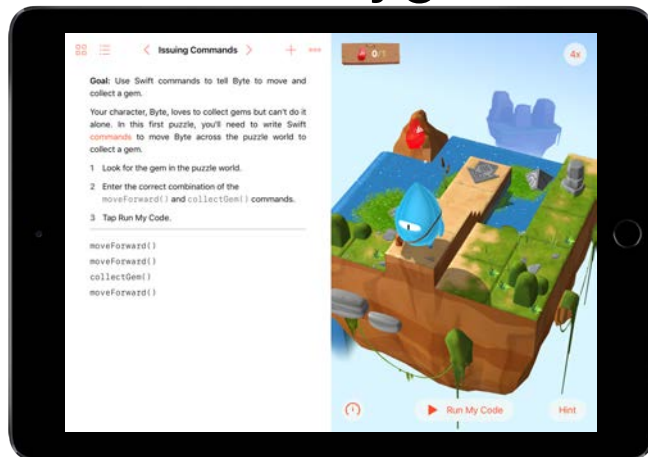 Issuing Commands
0/1
4x
Goal: Use Swift commands to tell Byte to move and
collect a gem.
Your character, Byte, loves to collect gems but can't do it
alone. In this first puzzle, you'll need to write Swift
commands to move Byte across the puzzle world to
collect a gem.
1 Look for the gem in the puzzle world.
2 Enter the correct combination of the
moveForward() and collectGem() commands.
3 Tap Run My Code.
moveForward()
moveForward()
collectGem()
moveForward()
Run My Code
Hint